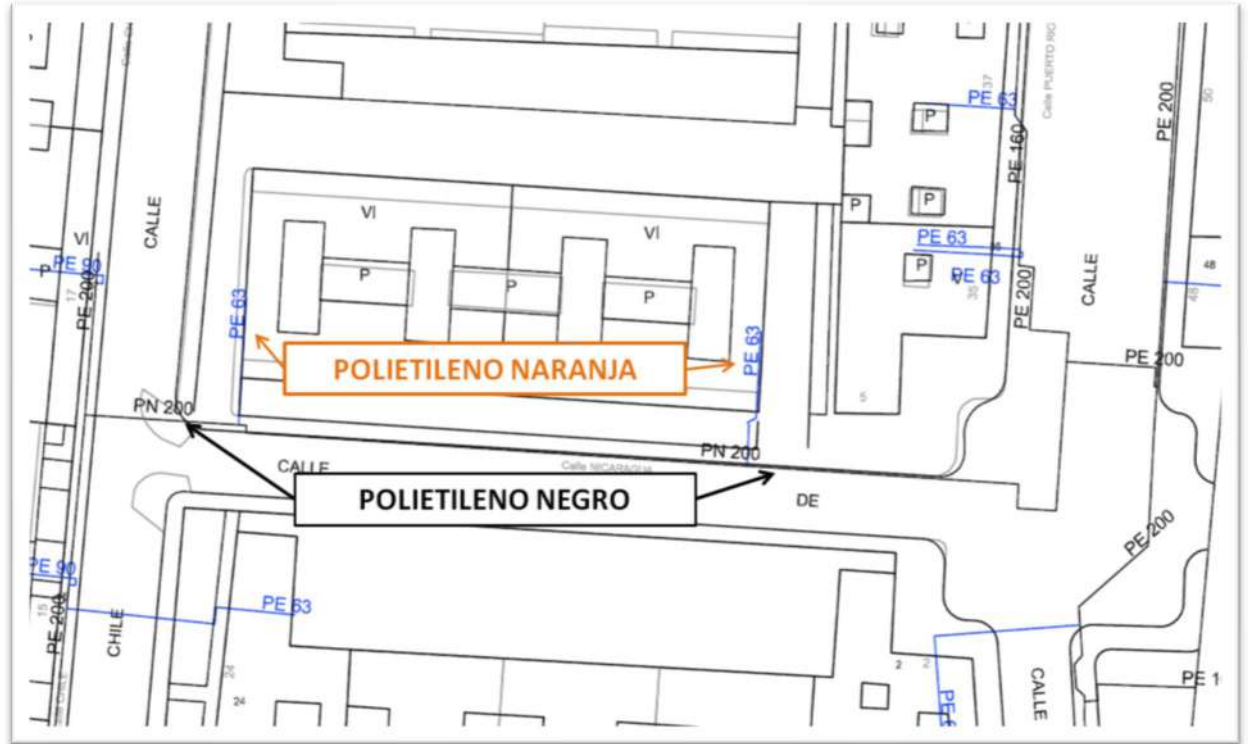 37
Calle PUERTO RICO
PE 200
50
PE 63
P
PE 160
P
P
VI
VI
CALLE
VI
PE 63
48
PE 90
P
P
P
P
P
PE 63
CALLE
48
17
PE 200
PE 63
35
PE 200
PE 63
POLIETILENO NARANJA
PE 200
PN 200
5
PN 200
CALLE
Calle NICARAGUA
POLIETILENO NEGRO
DE
PE 200
PE 90
PE 63
15
PE 200
CHILE
24
24
2
2
CALLE
PE 1